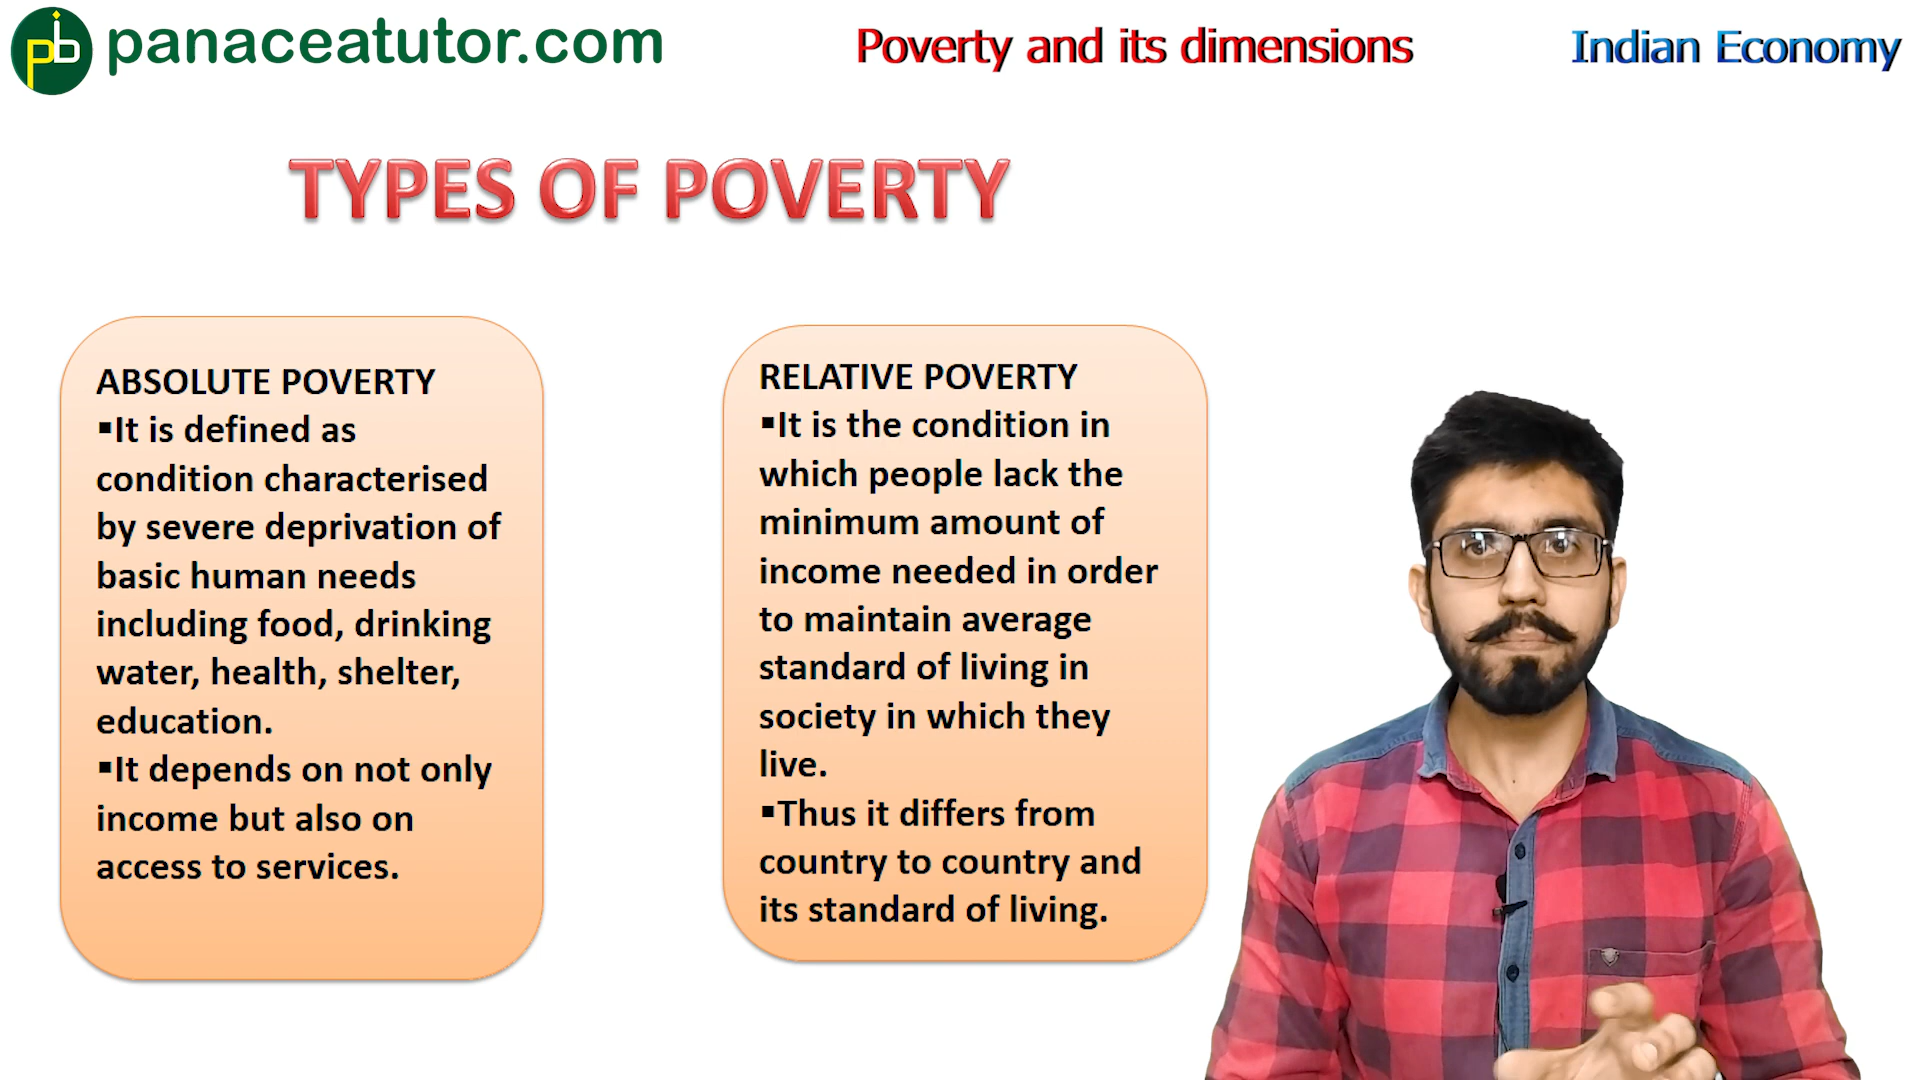 pb panaceatutor.com
Poverty and its dimensions
Indian Economy
TYPES OF POVERTY
ABSOLUTE POVERTY
▪It is defined as
condition characterised
by severe deprivation of
basic human needs
including food, drinking
water, health, shelter,
education.
▪It depends on not only
income but also on
access to services.
RELATIVE POVERTY
▪It is the condition in
which people lack the
minimum amount of
income needed in order
to maintain average
standard of living in
society in which they
live.
▪Thus it differs from
country to country and
its standard of living.